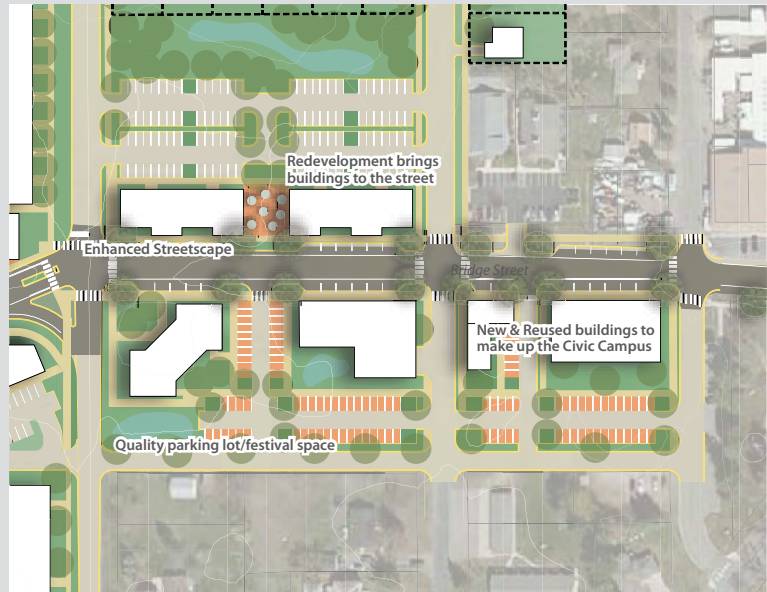 Redevelopment brings
buildings to the street
Enhanced Streetscape
Bridge Street
New & Reused buildings to
make up the Civic Campus
Quality parking lot/festival space